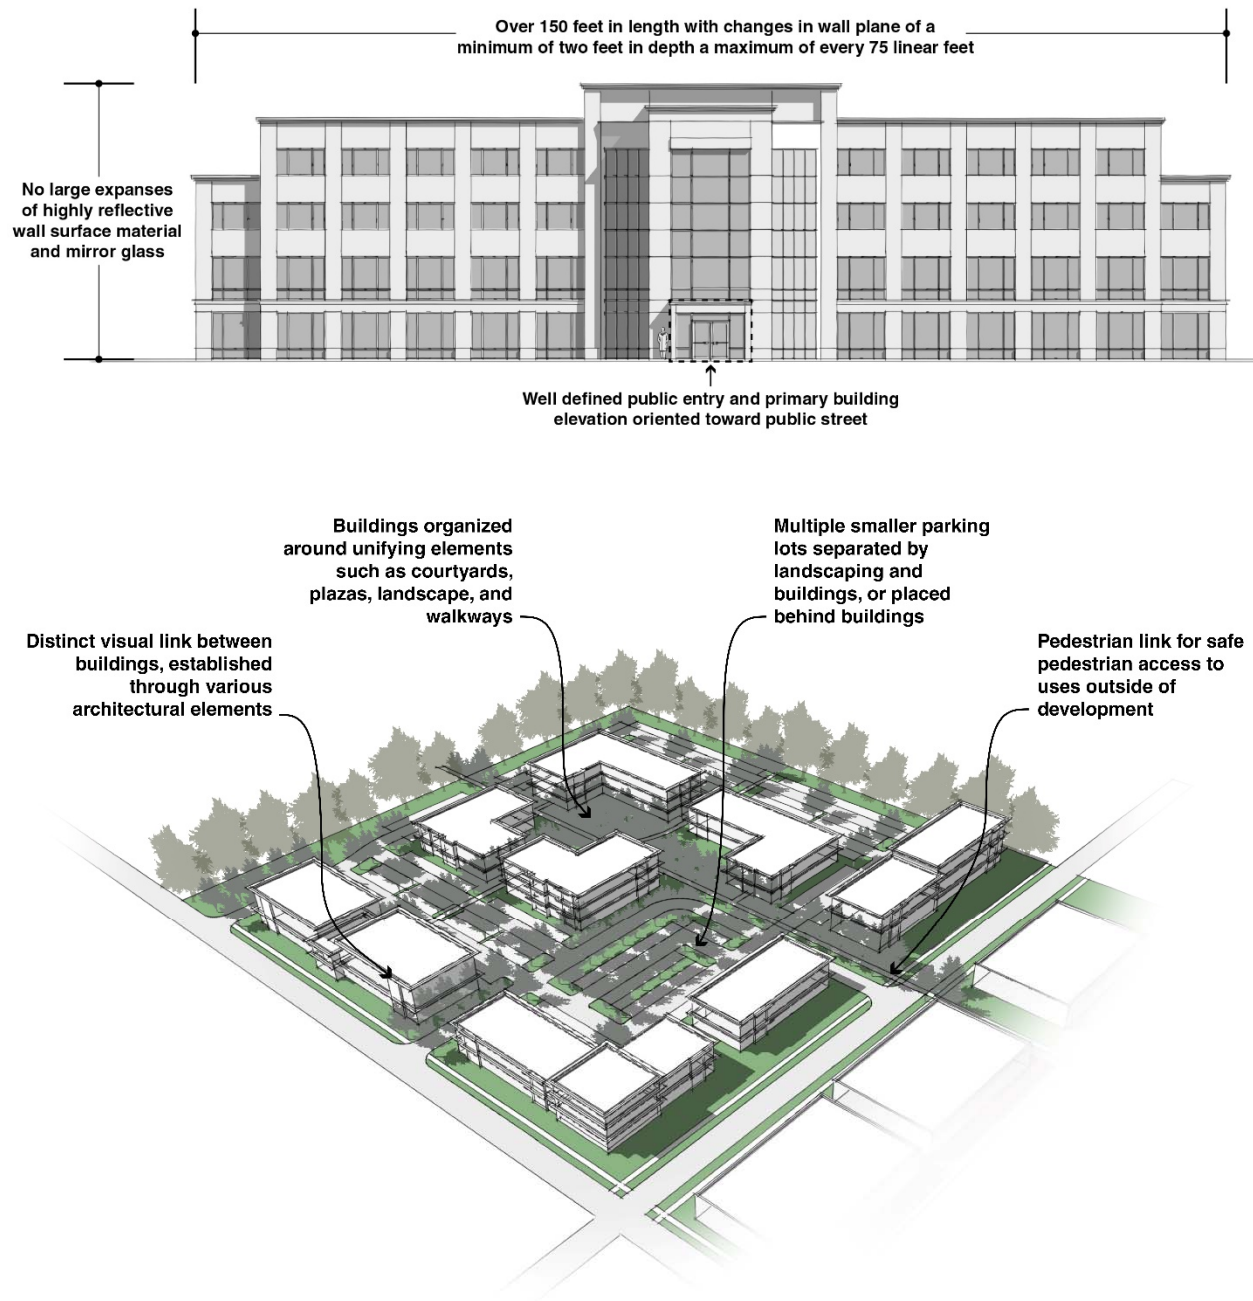 Over 150 feet in length with changes in wall plane of a
minimum of two feet in depth a maximum of every 75 linear feet
No large expanses
of highly reflective
wall surface material
and mirror glass
Well defined public entry and primary building
elevation oriented toward public street
Buildings organized
around unifying elements
such as courtyards,
plazas, landscape, and
walkways
Multiple smaller parking
lots separated by
landscaping and
buildings, or placed
behind buildings
Distinct visual link between
buildings, established
through various
architectural elements
Pedestrian link for safe
pedestrian access to
uses outside of
development